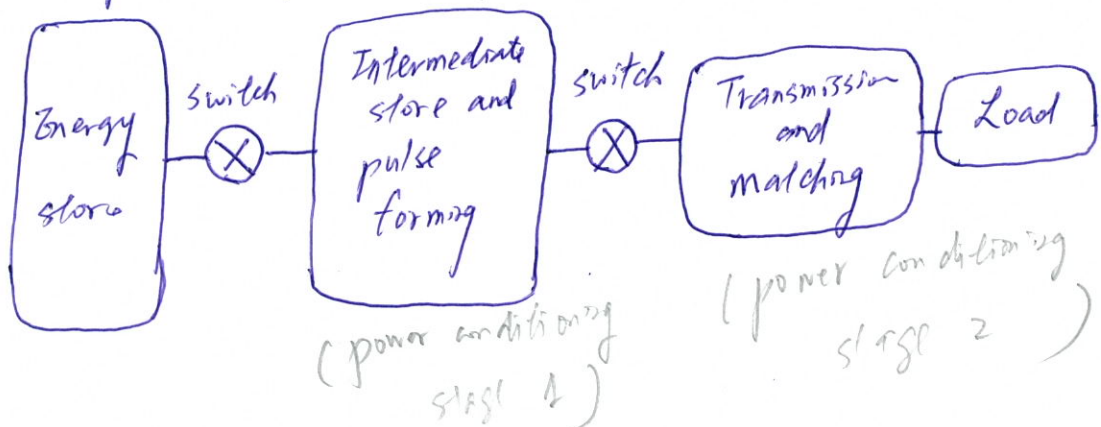 Energy
store
switch
Intermediate
store and
pulse
forming
switch
Transmission
and
matching
Load
(power conditioning
stage 1)
(power conditioning
stage 2)